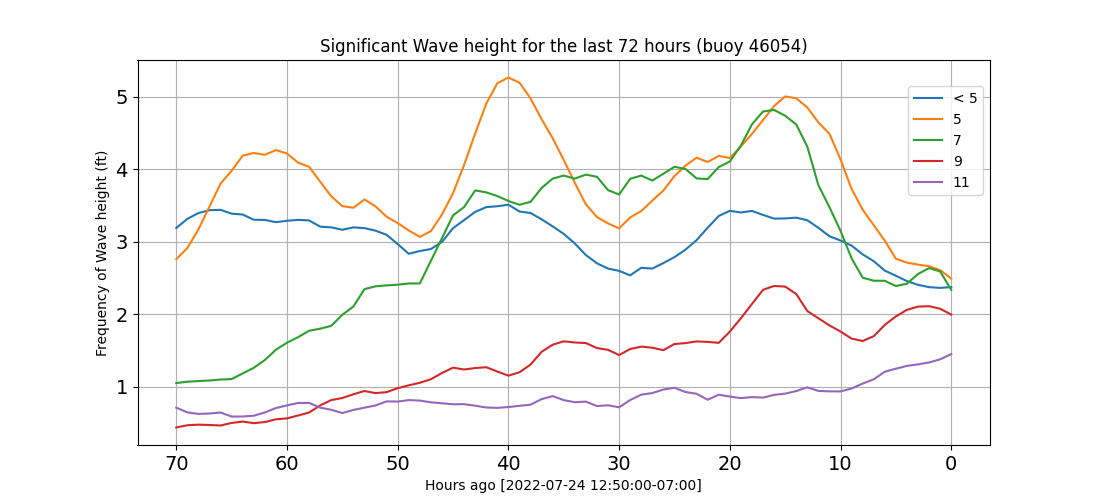 Significant Wave height for the last 72 hours (buoy 46054)
Frequency of Wave height (ft)
5
4
3
2
1
< 5
5
7
9
11
70 60 50 40 30 20 10 0
Hours ago [2022-07-24 12:50:00-07:00]